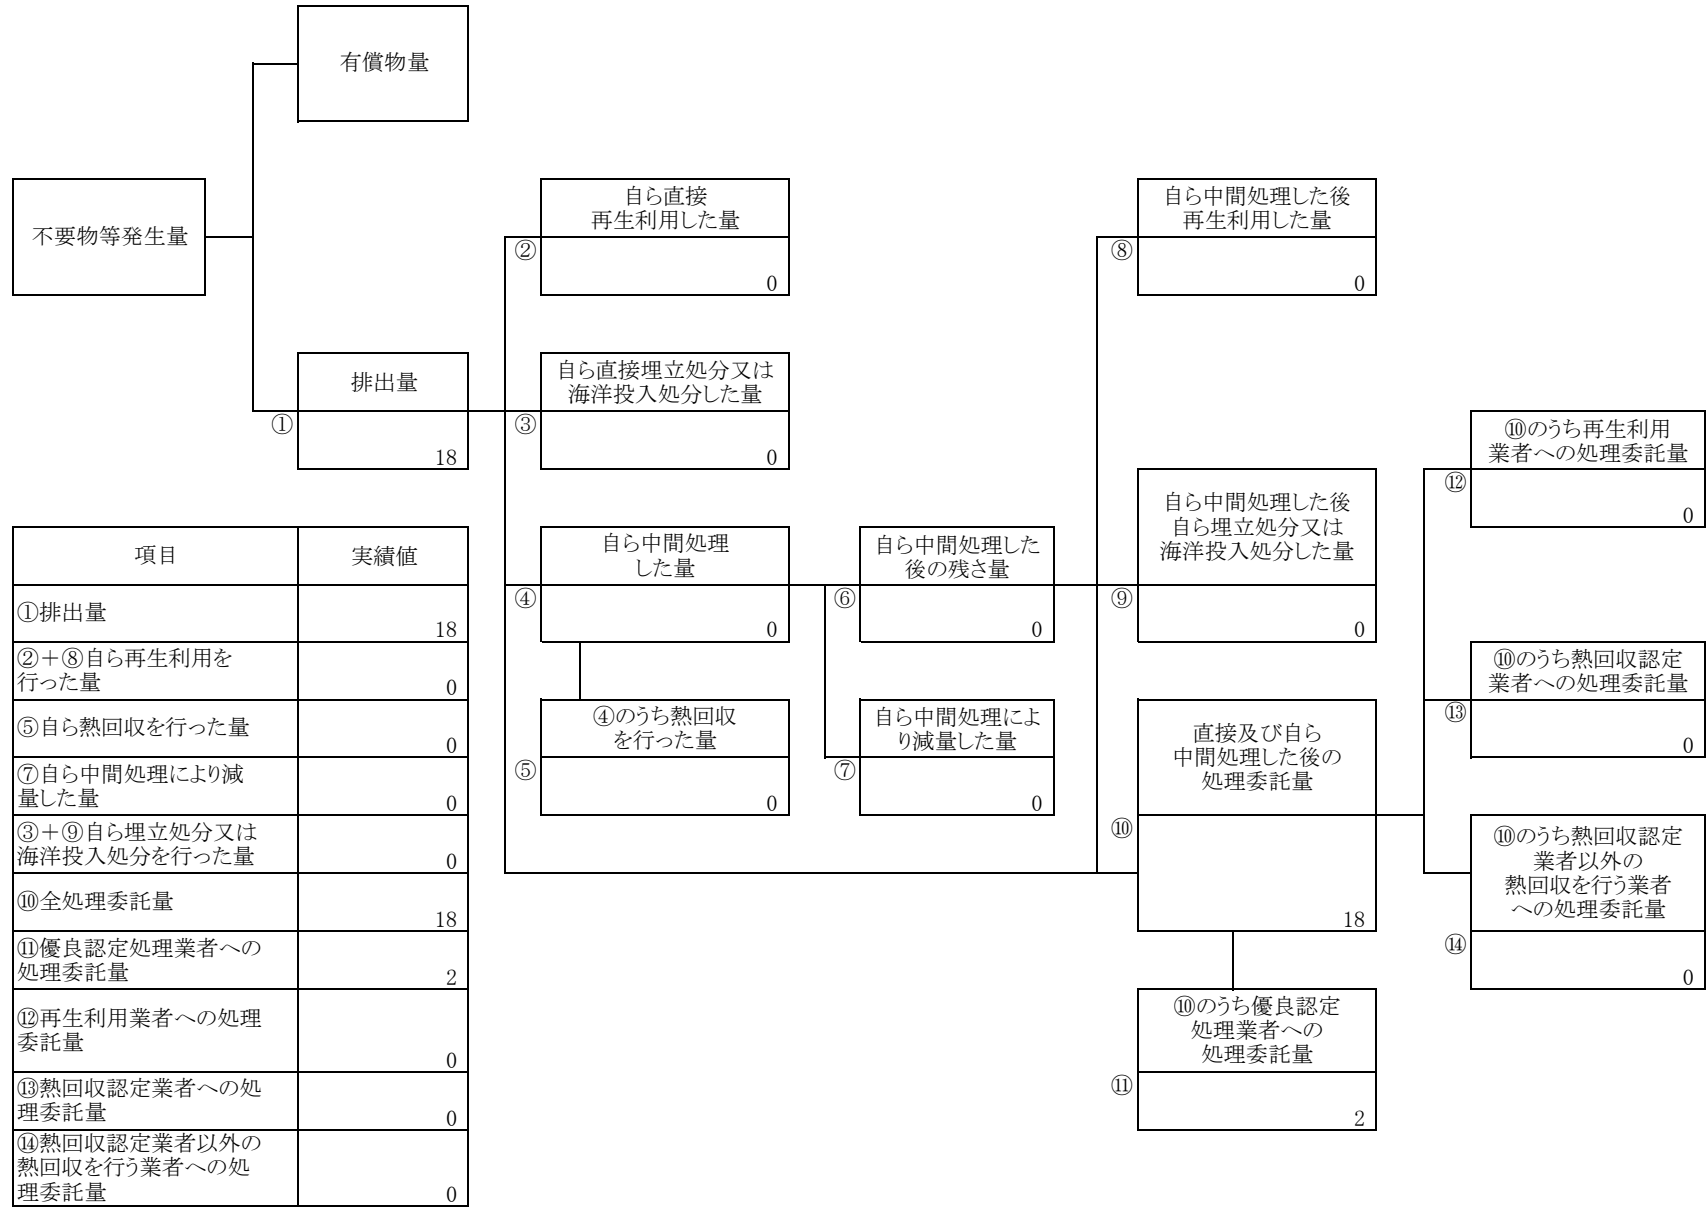 有償物量
不要物等発生量
自ら直接
再生利用した量
②
0
自ら中間処理した後
再生利用した量
⑧
0
排出量
①
18
自ら直接埋立処分又は
海洋投入処分した量
③
0
⑩のうち再生利用
業者への処理委託量
⑫
0
自ら中間処理
した量
④
0
自ら中間処理した
後の残さ量
⑥
0
自ら中間処理した後
自ら埋立処分又は
海洋投入処分した量
⑨
0
⑩のうち熱回収認定
業者への処理委託量
⑬
0
④のうち熱回収
を行った量
⑤
0
自ら中間処理によ
り減量した量
⑦
0
直接及び自ら
中間処理した後の
処理委託量
⑩
18
⑩のうち熱回収認定
業者以外の
熱回収を行う業者
への処理委託量
⑭
0
⑩のうち優良認定
処理業者への
処理委託量
⑪
2
項目 実績値
①排出量
18
②+⑧自ら再生利用を
行った量
0
⑤自ら熱回収を行った量
0
⑦自ら中間処理により減
量した量
0
③+⑨自ら埋立処分又は
海洋投入処分を行った量
0
⑩全処理委託量
18
⑪優良認定処理業者への
処理委託量
2
⑫再生利用業者への処理
委託量
0
⑬熱回収認定業者への処
理委託量
0
⑭熱回収認定業者以外の
熱回収を行う業者への処
理委託量
0